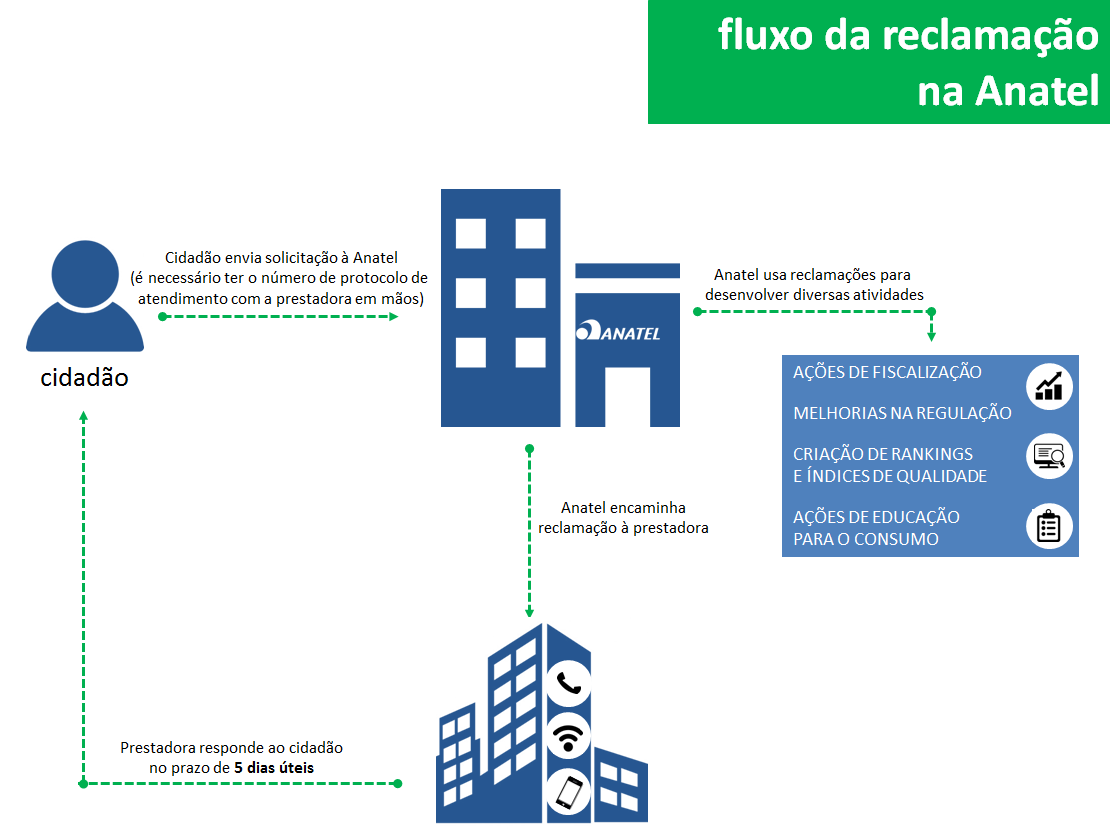 fluxo da reclamação
na Anatel
Cidadão envia solicitação à Anatel
(é necessário ter o número de protocolo de
atendimento com a prestadora em mãos)
cidadão
ANATEL
Anatel usa reclamações para
desenvolver diversas atividades
AÇÕES DE FISCALIZAÇÃO
MELHORIAS NA REGULAÇÃO
CRIAÇÃO DE RANKINGS
E ÍNDICES DE QUALIDADE
AÇÕES DE EDUCAÇÃO
PARA O CONSUMO
Anatel encaminha
reclamação à prestadora
Prestadora responde ao cidadão
no prazo de 5 dias úteis